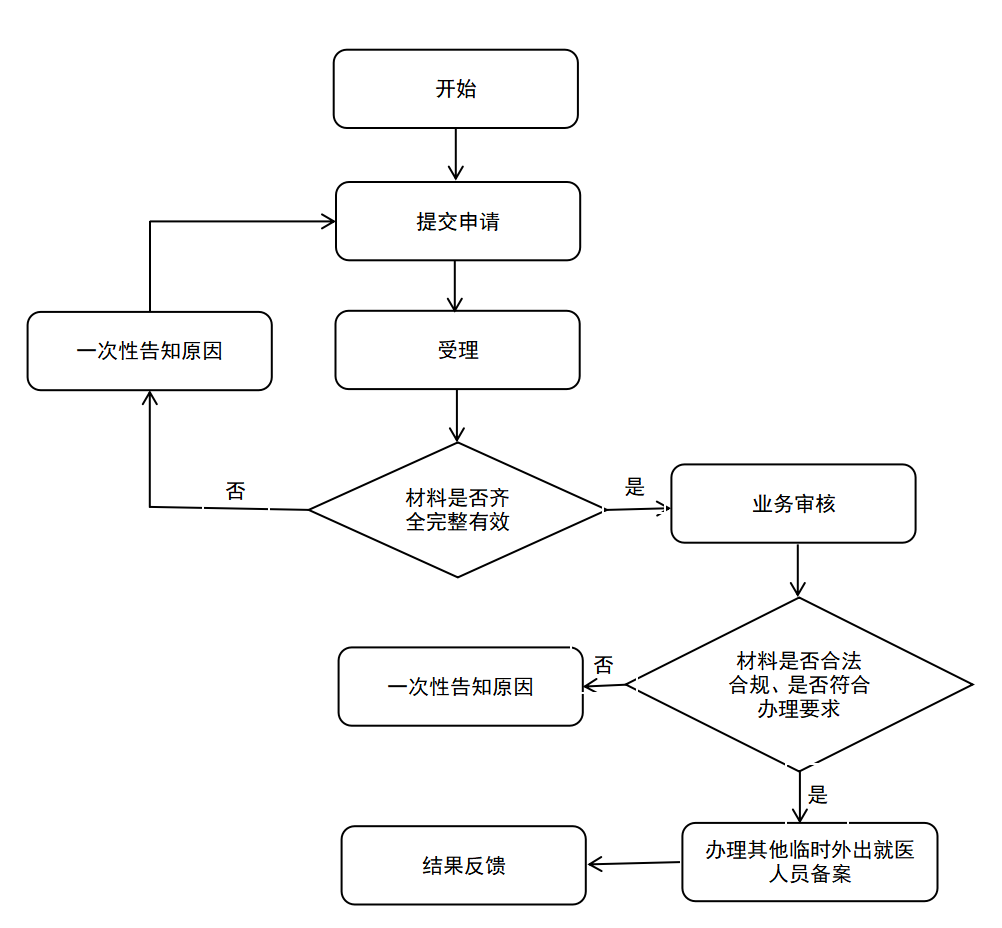 开始
提交申请
一次性告知原因
受理
否
材料是否齐
全完整有效
是
业务审核
一次性告知原因
否
材料是否合法
合规、是否符合
办理要求
是
结果反馈
办理其他临时外出就医
人员备案